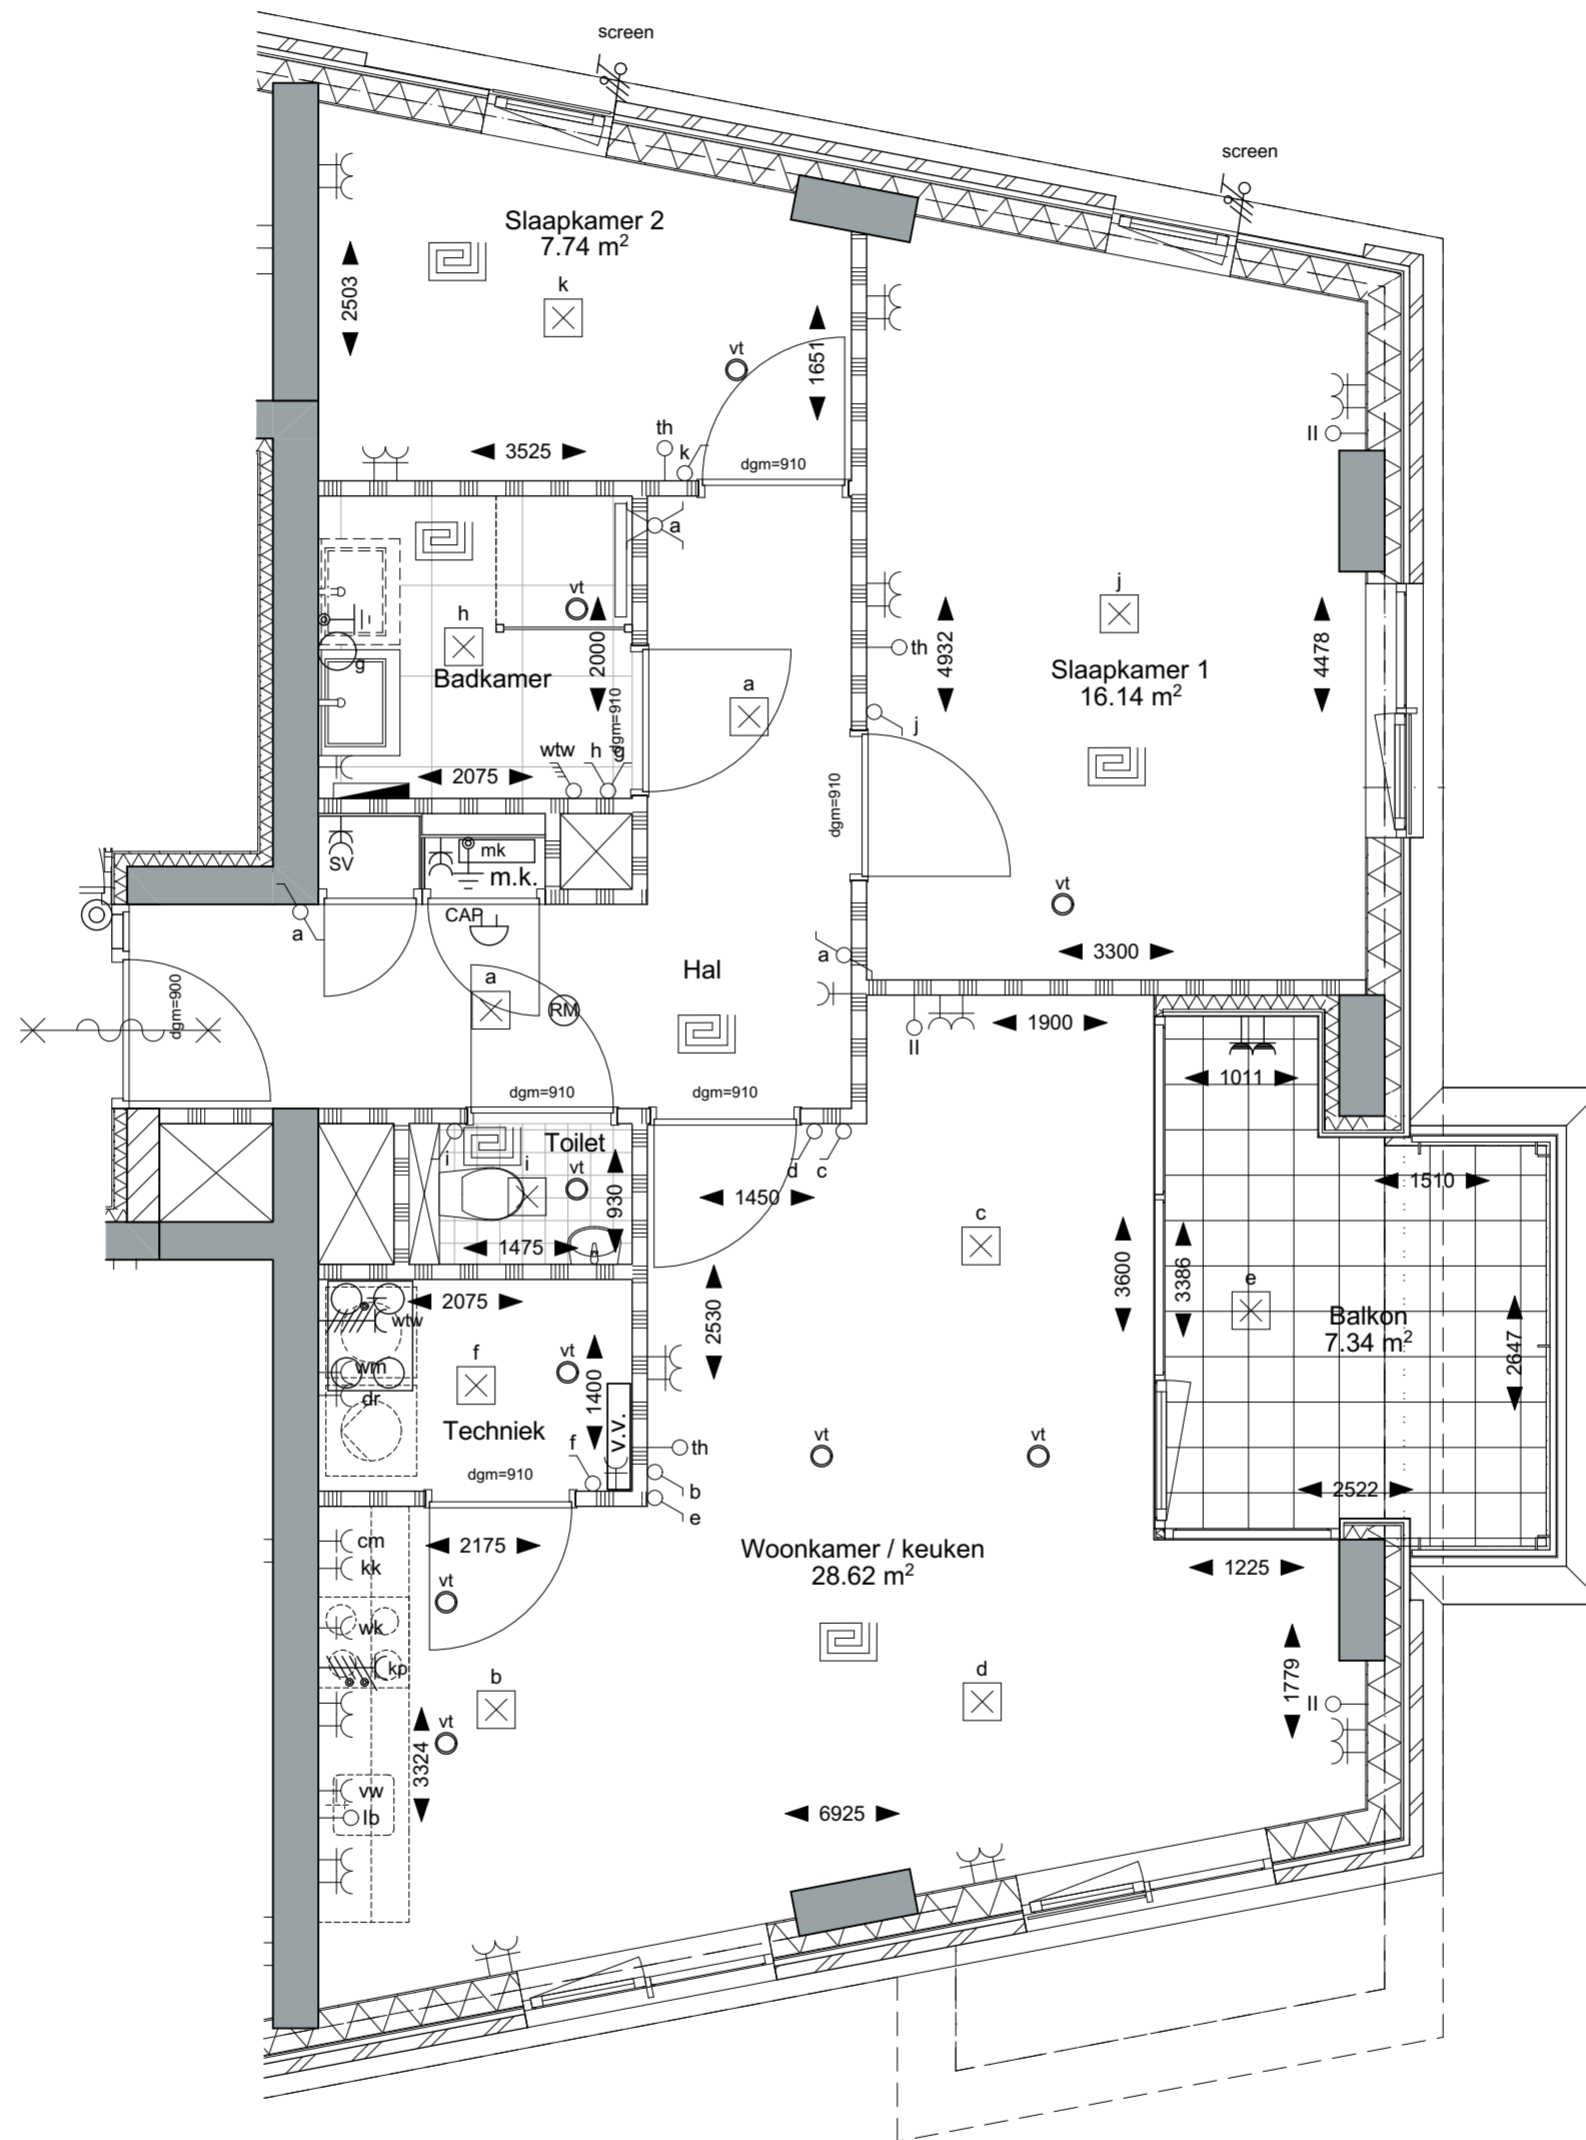 screen
screen
Slaapkamer 2
7.74 m²
k
2503
vt
1651
th
k
3525
dgm=910
a
vt
j
h
g
Badkamer
2000
dgm=910
a
th
4932
4478
Slaapkamer 1
16.14 m²
j
wtw
h
g
2075
dgm=910
II
SV
mk
m.k.
CAP
a
vt
a
3300
Hal
a
RM
dgm=900
II
1900
1011
dgm=910
dgm=910
i
Toilet
i
vt
930
d
c
1450
1510
1475
c
3600
3386
e
Balkon
7.34 m²
2647
2075
wtw
2530
wm
f
vt
1400
dr
Techniek
v.v.
f
th
vt
vt
dgm=910
b
e
2522
cm
kk
2175
Woonkamer / keuken
28.62 m²
1225
vt
wk
kp
b
d
1779
II
vt
3324
vw
lb
6925